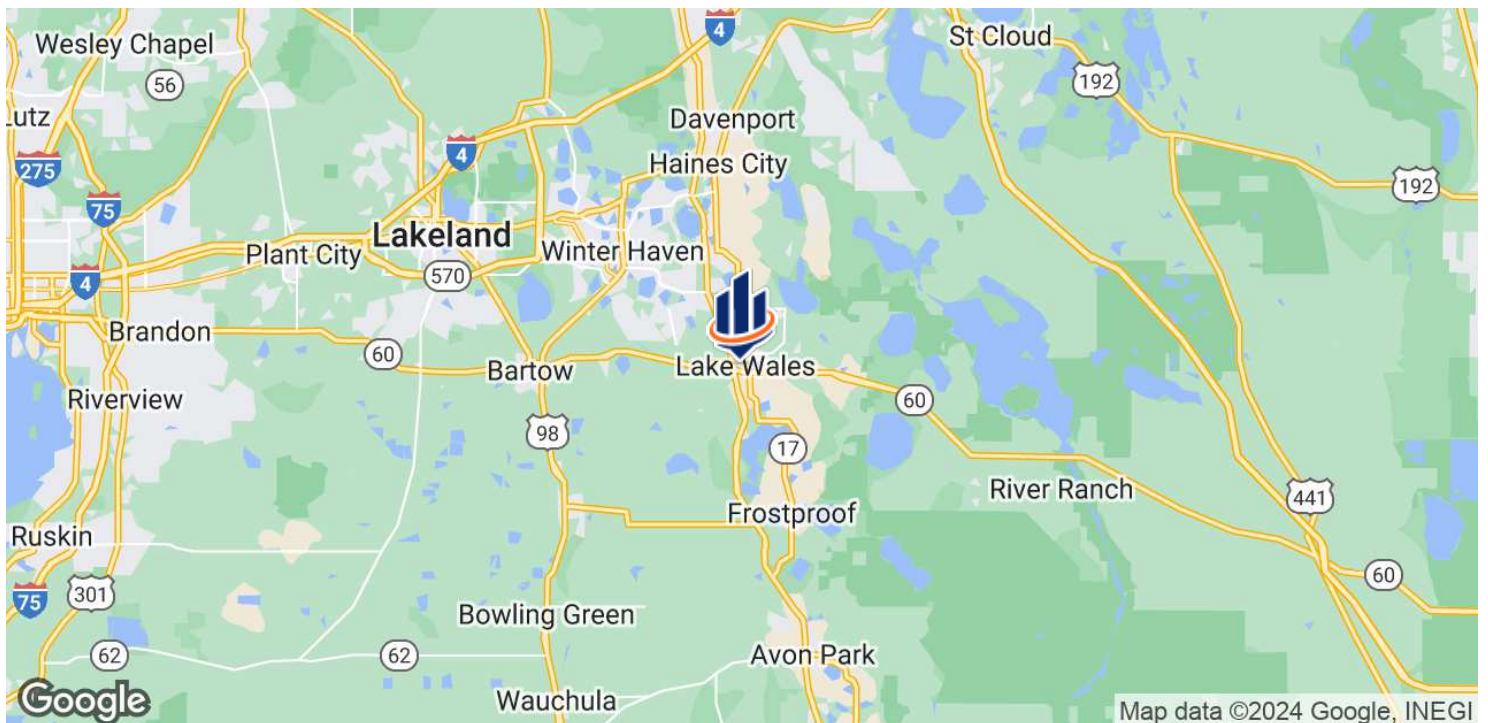 4
St Cloud
Wesley Chapel
56
192
Lutz
Davenport
4
Haines City
275
192
75
Lakeland
Plant City
Winter Haven
570
4
Brandon
60
Lake Wales
Bartow
Riverview
60
98
17
River Ranch
441
Frostproof
Ruskin
60
301
75
Bowling Green
62
62
Avon Park
Wauchula
Google
Map data ©2024 Google, INEGI